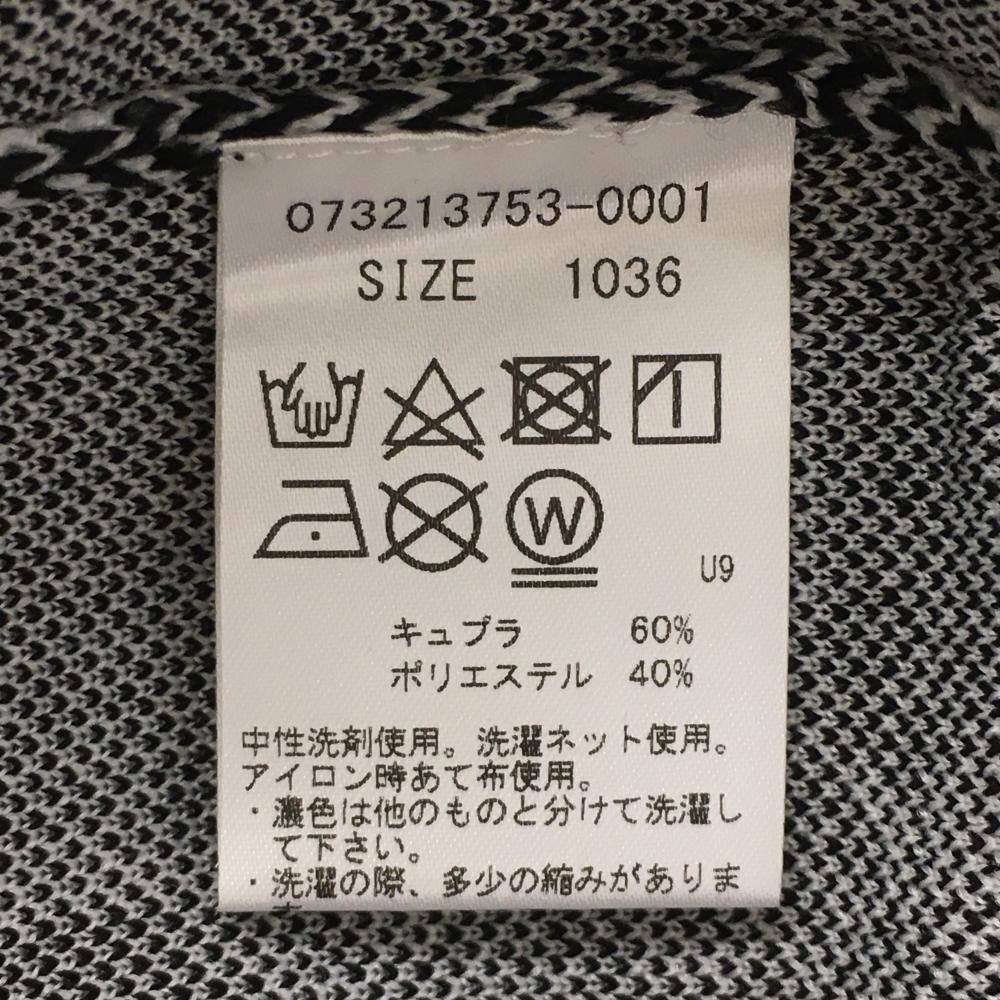 073213753-0001
SIZE 1036
W
U9
キュプラ 60%
ポリエステル 40%
中性洗剤使用。洗濯ネット使用。
アイロン時あて布使用。
・濃色は他のものと分けて洗濯し
て下さい。
・洗濯の際、多少の縮みがありま